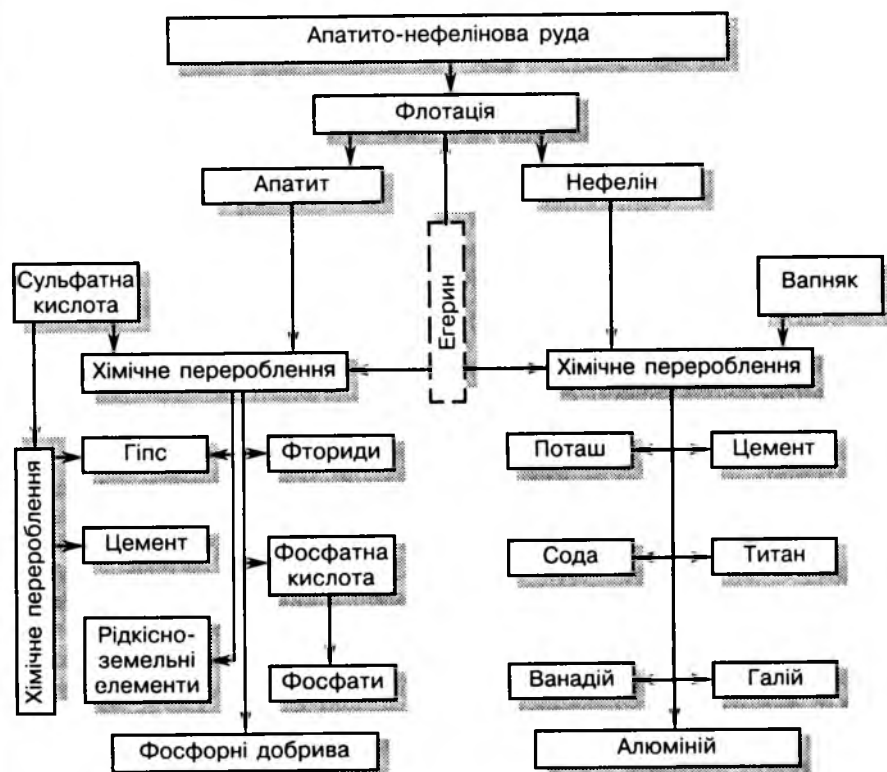 Апатито-нефелінова руда
Флотація
Апатит
Нефелін
Егерин
Сульфатна
кислота
Вапняк
Хімічне перероблення
Хімічне перероблення
Хімічне перероблення
Гіпс
Фториди
Поташ
Цемент
Цемент
Фосфатна
кислота
Сода
Титан
Рідкісно-
земельні
елементи
Фосфати
Ванадій
Галій
Фосфорні добрива
Алюміній